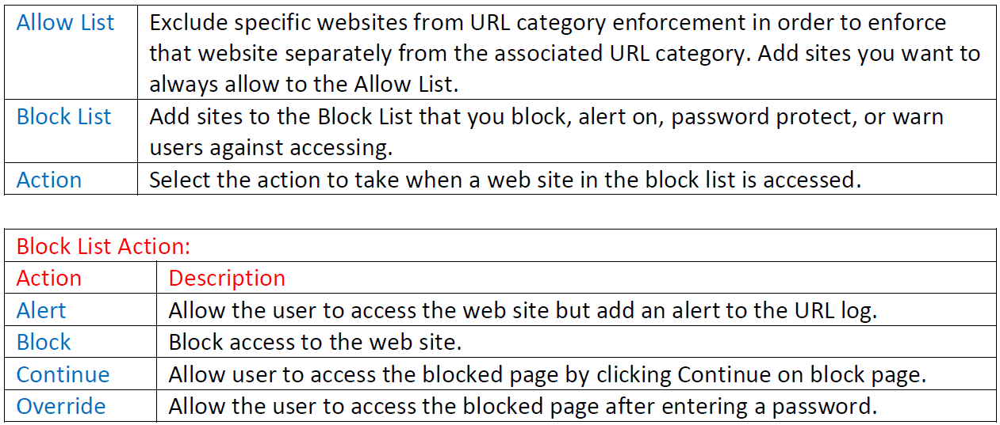 Allow List Exclude specific websites from URL category enforcement in order to enforce
that website separately from the associated URL category. Add sites you want to
always allow to the Allow List.
Block List Add sites to the Block List that you block, alert on, password protect, or warn
users against accessing.
Action Select the action to take when a web site in the block list is accessed.
Block List Action:
Action Description
Alert Allow the user to access the web site but add an alert to the URL log.
Block Block access to the web site.
Continue Allow user to access the blocked page by clicking Continue on block page.
Override Allow the user to access the blocked page after entering a password.